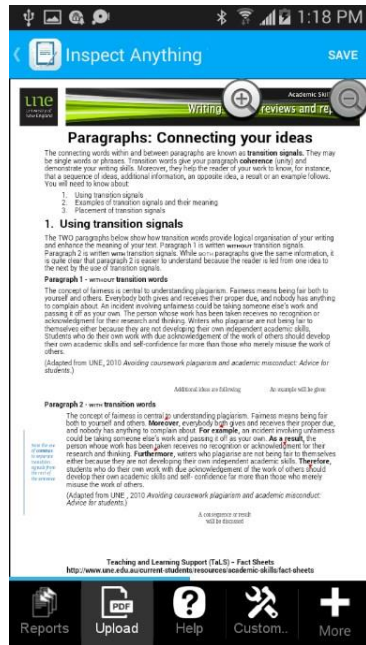 1:18 PM
Inspect Anything
SAVE
une
University of
New England
Academic Skil
Writing
reviews and re
Paragraphs: Connecting your ideas
The connecting words within and between paragraphs are known as transition signals. They may
be single words or phrases. Transition words give your paragraph coherence (unity) and
demonstrate your writing skills. Moreover, they help the reader of your work to know, for instance,
that a sequence of ideas, additional information, an opposite idea, a result or an example follows.
You will need to know about:
1. Using transition signals
2. Examples of transition signals and their meaning
3. Placement of transition signals
1. Using transition signals
The TWO paragraphs below show how transition words provide logical organisation of your writing
and enhance the meaning of your text. Paragraph 1 is written WITHOUT transition signals.
Paragraph 2 is written WITH transition signals. While BOTH paragraphs give the same information, it
is quite clear that paragraph 2 is easier to understand because the reader is led from one idea to
the next by the use of transition signals.
Paragraph 1 - WITHOUT transition words
The concept of fairness is central to understanding plagiarism. Fairness means being fair to both
yourself and others. Everybody both gives and receives their proper due, and nobody has anything
to complain about. An incident involving unfairness could be taking someone else's work and
passing it off as your own. The person whose work has been taken receives no recognition or
acknowledgment for their research and thinking. Writers who plagiarise are not being fair to
themselves either because they are not developing their own independent academic skills.
Students who do their own work with due acknowledgement of the work of others should develop
their own academic skills and self-confidence far more than those who merely misuse the work of
others.
(Adapted from UNE, 2010 Avoiding coursework plagiarism and academic misconduct: Advice for
students.)
Additional ideas are following
An example will be given
Paragraph 2 - WITH transition words
The concept of fairness is central to understanding plagiarism. Fairness means being fair
both to yourself and others. Moreover, everybody both gives and receives their proper due,
and nobody has anything to complain about. For example, an incident involving unfairness
could be taking someone else's work and passing it off as your own. As a result, the
person whose work has been taken receives no recognition or acknowledgment for their
research and thinking. Furthermore, writers who plagiarise are not being fair to themselves
either because they are not developing their own independent academic skills. Therefore,
students who do their own work with due acknowledgement of the work of others should
develop their own academic skills and self- confidence far more than those who merely
misuse the work of others.
(Adapted from UNE , 2010 Avoiding coursework plagiarism and academic misconduct:
Advice for students.)
A consequence or result
will be discussed
Teaching and Learning Support (TaLS) – Fact Sheets
http://www.une.edu.au/current-students/resources/academic-skills/fact-sheets
Reports
PDF
Upload
Help
Custom..
More